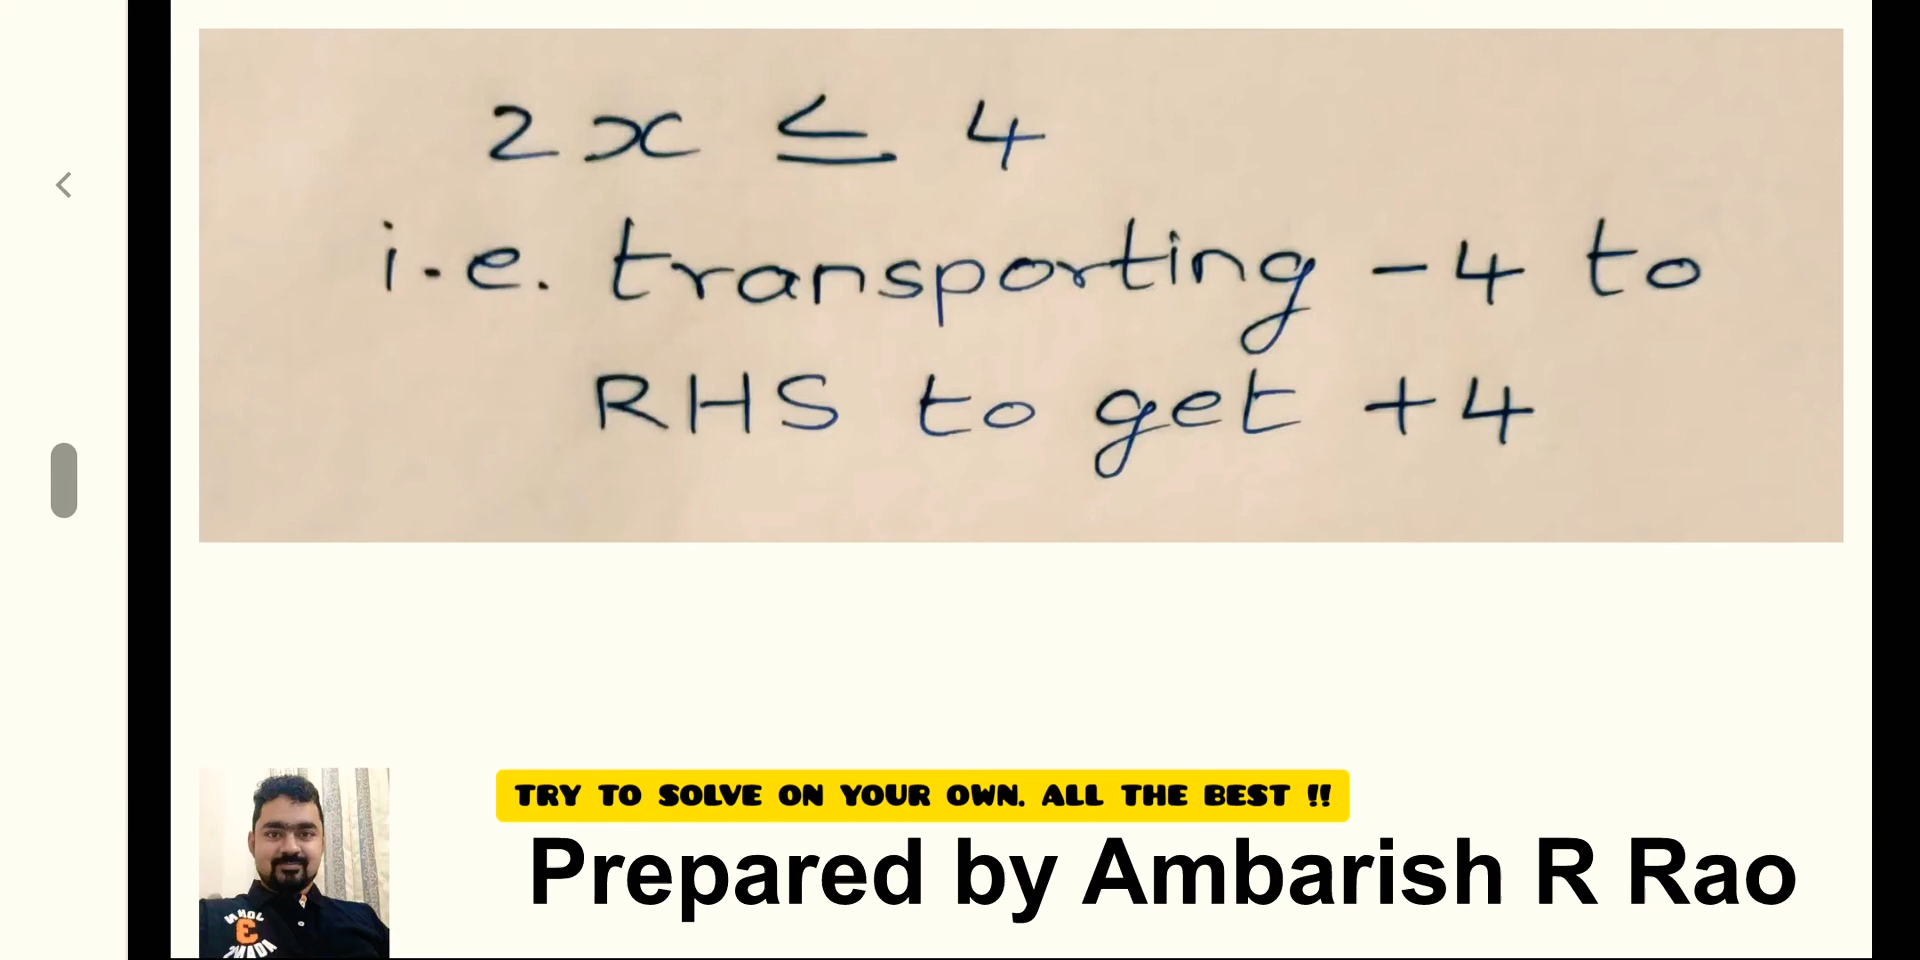 2x ≤ 4
i.e. transporting -4 to
RHS to get +4
TRY TO SOLVE ON YOUR OWN. ALL THE BEST !!
Prepared by Ambarish R Rao